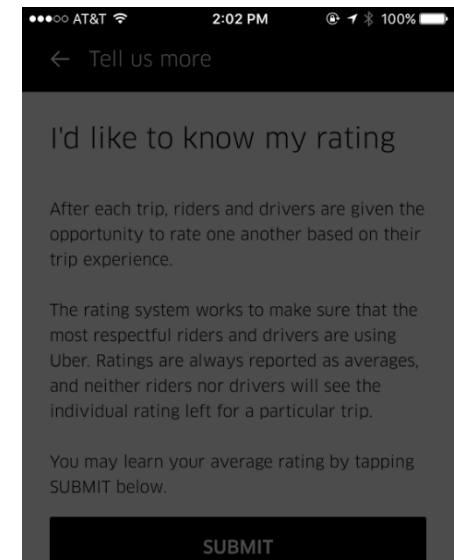 AT&T 2:02 PM 100%
← Tell us more
I'd like to know my rating
After each trip, riders and drivers are given the
opportunity to rate one another based on their
trip experience.
The rating system works to make sure that the
most respectful riders and drivers are using
Uber. Ratings are always reported as averages,
and neither riders nor drivers will see the
individual rating left for a particular trip.
You may learn your average rating by tapping
SUBMIT below.
SUBMIT